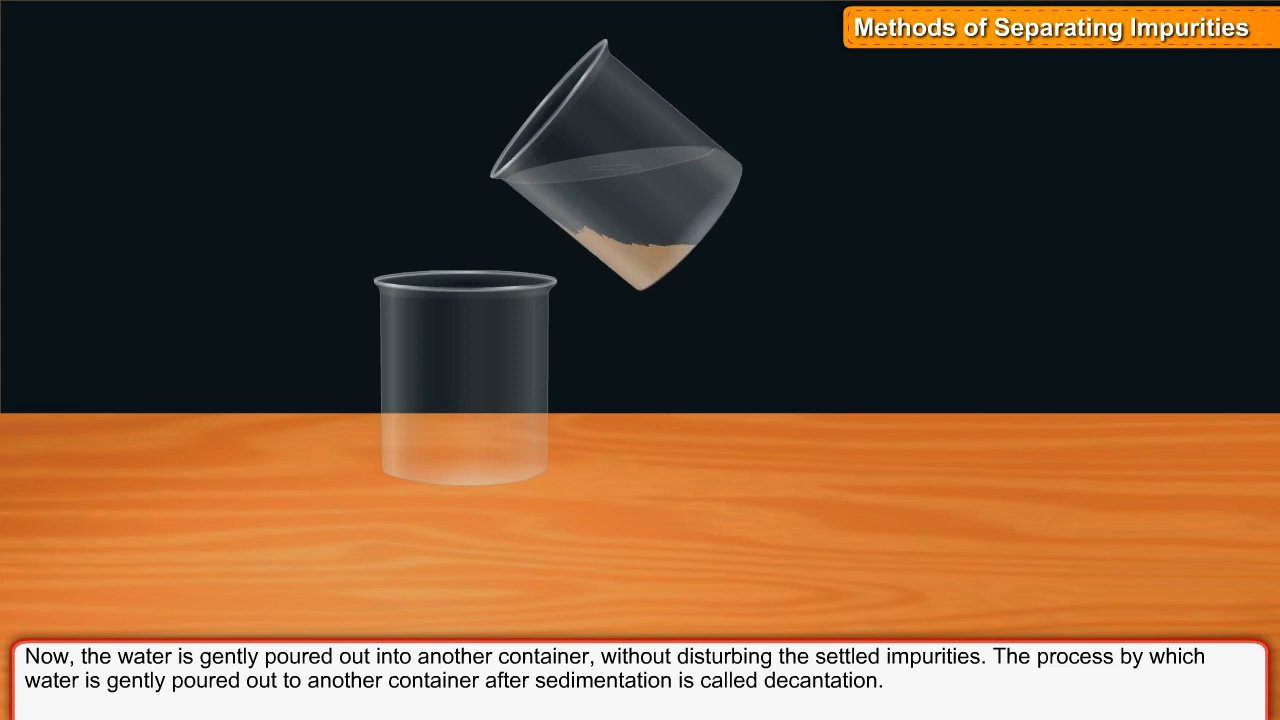 Methods of Separating Impurities
Now, the water is gently poured out into another container, without disturbing the settled impurities. The process by which
water is gently poured out to another container after sedimentation is called decantation.